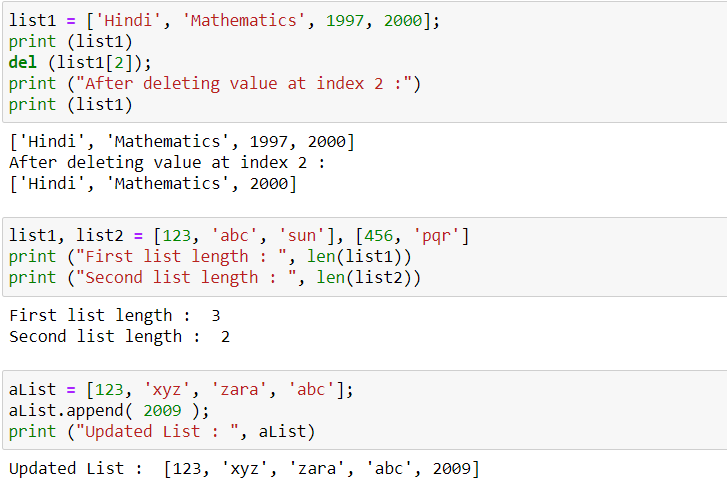 list1 = ['Hindi', 'Mathematics', 1997, 2000];
print (list1)
del (list1[2]);
print ("After deleting value at index 2 :")
print (list1)
['Hindi', 'Mathematics', 1997, 2000]
After deleting value at index 2 :
['Hindi', 'Mathematics', 2000]
list1, list2 = [123, 'abc', 'sun'], [456, 'pqr']
print ("First list length : ", len(list1))
print ("Second list length : ", len(list2))
First list length :  3
Second list length :  2
aList = [123, 'xyz', 'zara', 'abc'];
aList.append( 2009 );
print ("Updated List : ", aList)
Updated List :  [123, 'xyz', 'zara', 'abc', 2009]